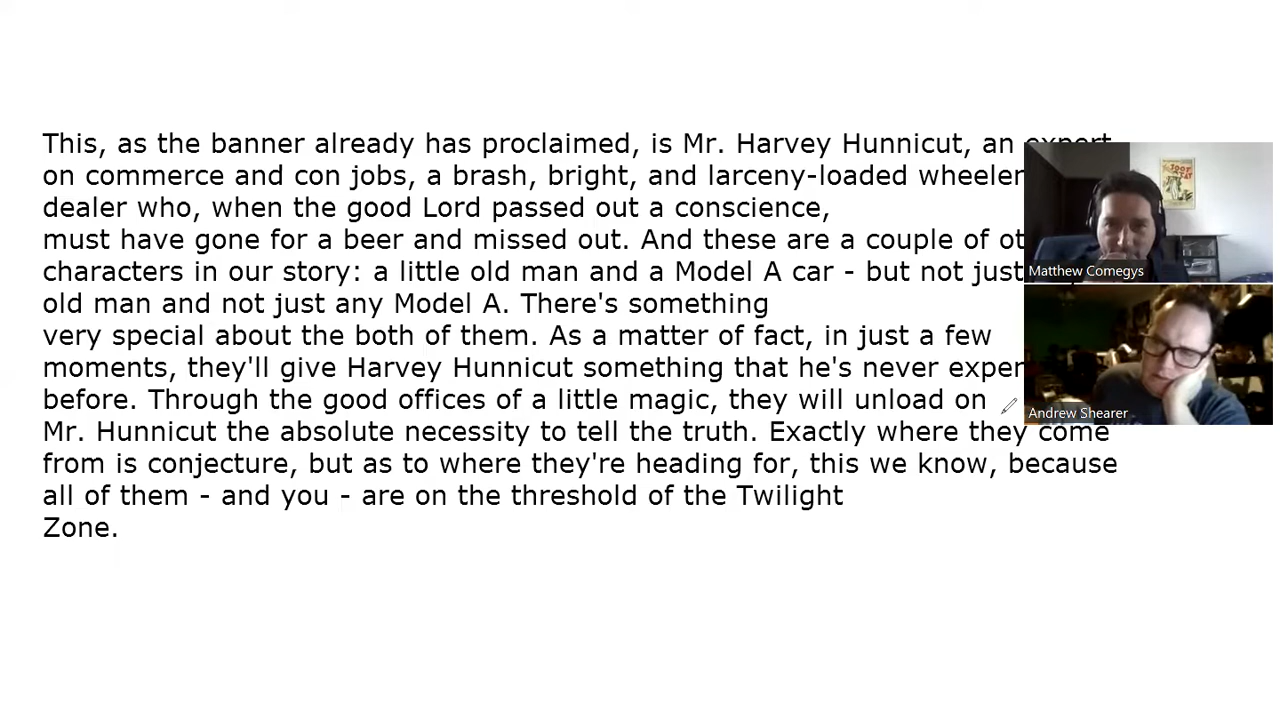 This, as the banner already has proclaimed, is Mr. Harvey Hunnicut, an expert
on commerce and con jobs, a brash, bright, and larceny-loaded wheeler
dealer who, when the good Lord passed out a conscience,
must have gone for a beer and missed out. And these are a couple of ot
characters in our story: a little old man and a Model A car - but not just
old man and not just any Model A. There's something
very special about the both of them. As a matter of fact, in just a few
moments, they'll give Harvey Hunnicut something that he's never exper
before. Through the good offices of a little magic, they will unload on
Mr. Hunnicut the absolute necessity to tell the truth. Exactly where they come
from is conjecture, but as to where they're heading for, this we know, because
all of them - and you - are on the threshold of the Twilight
Zone.
Matthew Comegys
Andrew Shearer